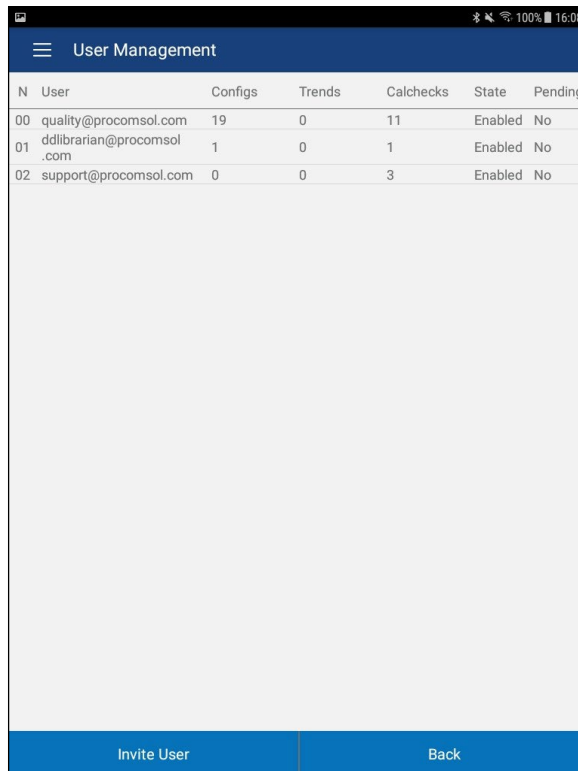 100% 16:08
User Management
N User Configs Trends Calchecks State Pending
00 quality@procomsol.com 19 0 11 Enabled No
01 ddlibrarian@procomsol
.com 1 0 1 Enabled No
02 support@procomsol.com 0 0 3 Enabled No
Invite User Back